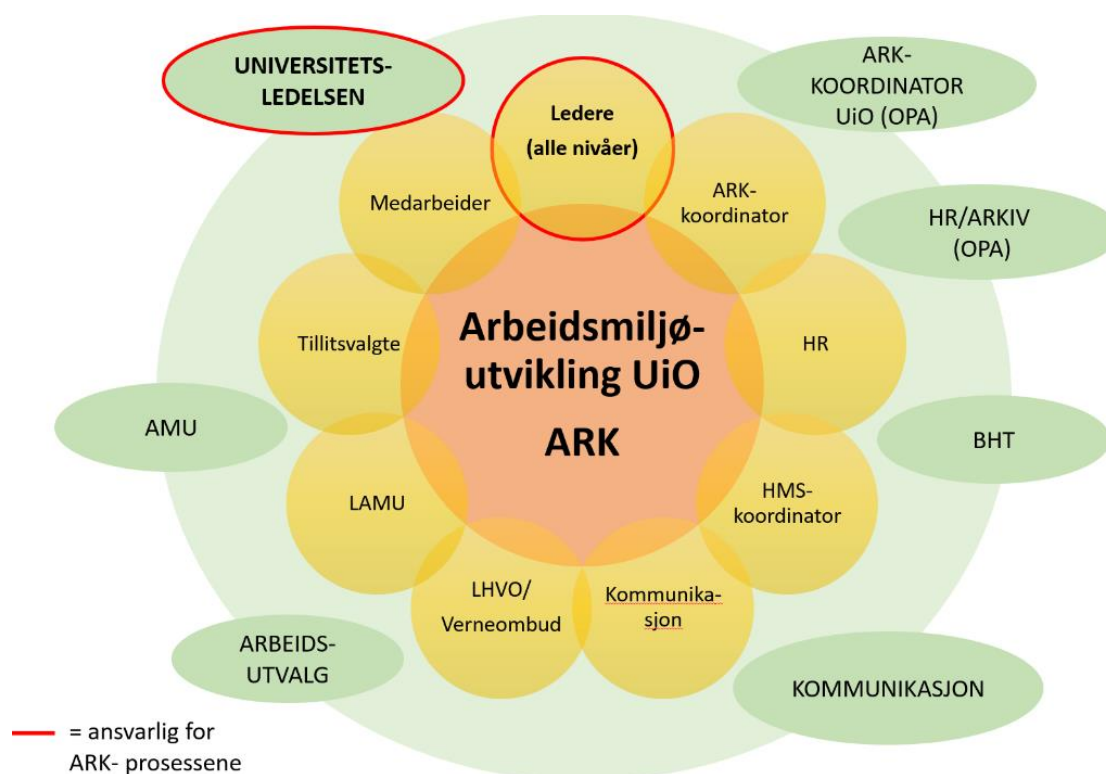 UNIVERSITETS-
LEDELSEN
Ledere
(alle nivåer)
ARK-
KOORDINATOR
UiO (OPA)
Medarbeider
ARK-
koordinator
HR/ARKIV
(OPA)
Tillitsvalgte
Arbeidsmiljø-
utvikling UiO
ARK
HR
AMU
BHT
LAMU
HMS-
koordinator
LHVO/
Verneombud
Kommunika-
sjon
ARBEIDS-
UTVALG
KOMMUNIKASJON
= ansvarlig for
ARK- prosessene